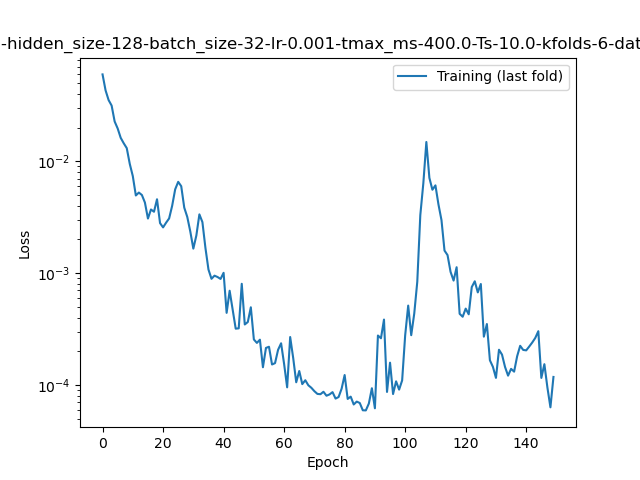 -hidden_size-128-batch_size-32-lr-0.001-tmax_ms-400.0-Ts-10.0-kfolds-6-dat
Training (last fold)
10⁻²
10⁻³
10⁻⁴
Loss
0 20 40 60 80 100 120 140
Epoch